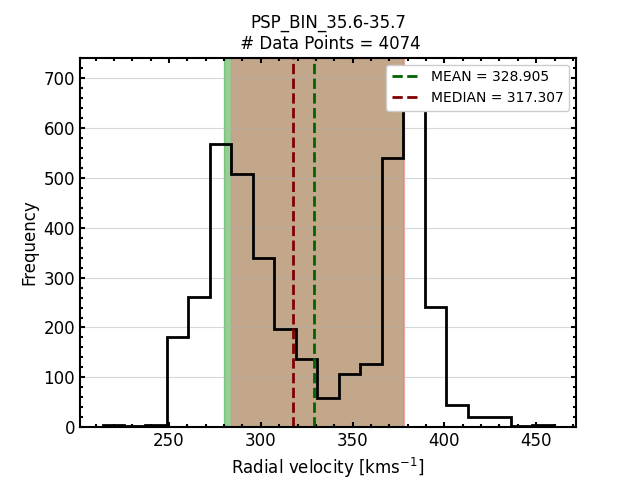 PSP_BIN_35.6-35.7
# Data Points = 4074
MEAN = 328.905
MEDIAN = 317.307
700
600
500
400
300
200
100
0
Frequency
250
300
350
400
450
Radial velocity [kms⁻¹]